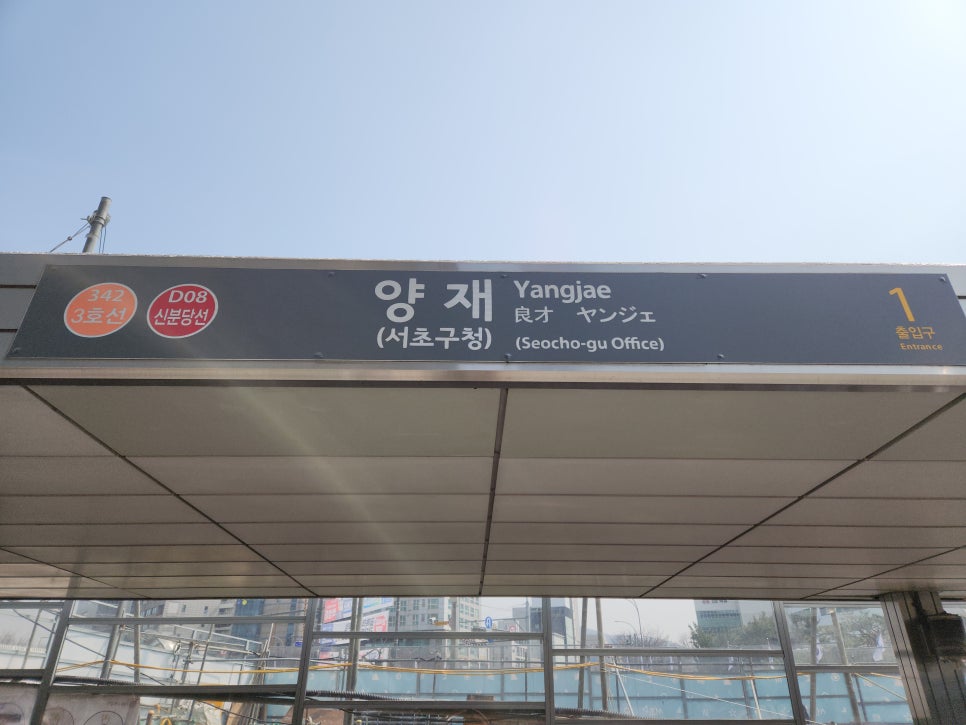 342
3호선
D08
신분당선
양재
(서초구청)
Yangjae
良才 ヤンジェ
(Seocho-gu Office)
1
출입구
Entrance